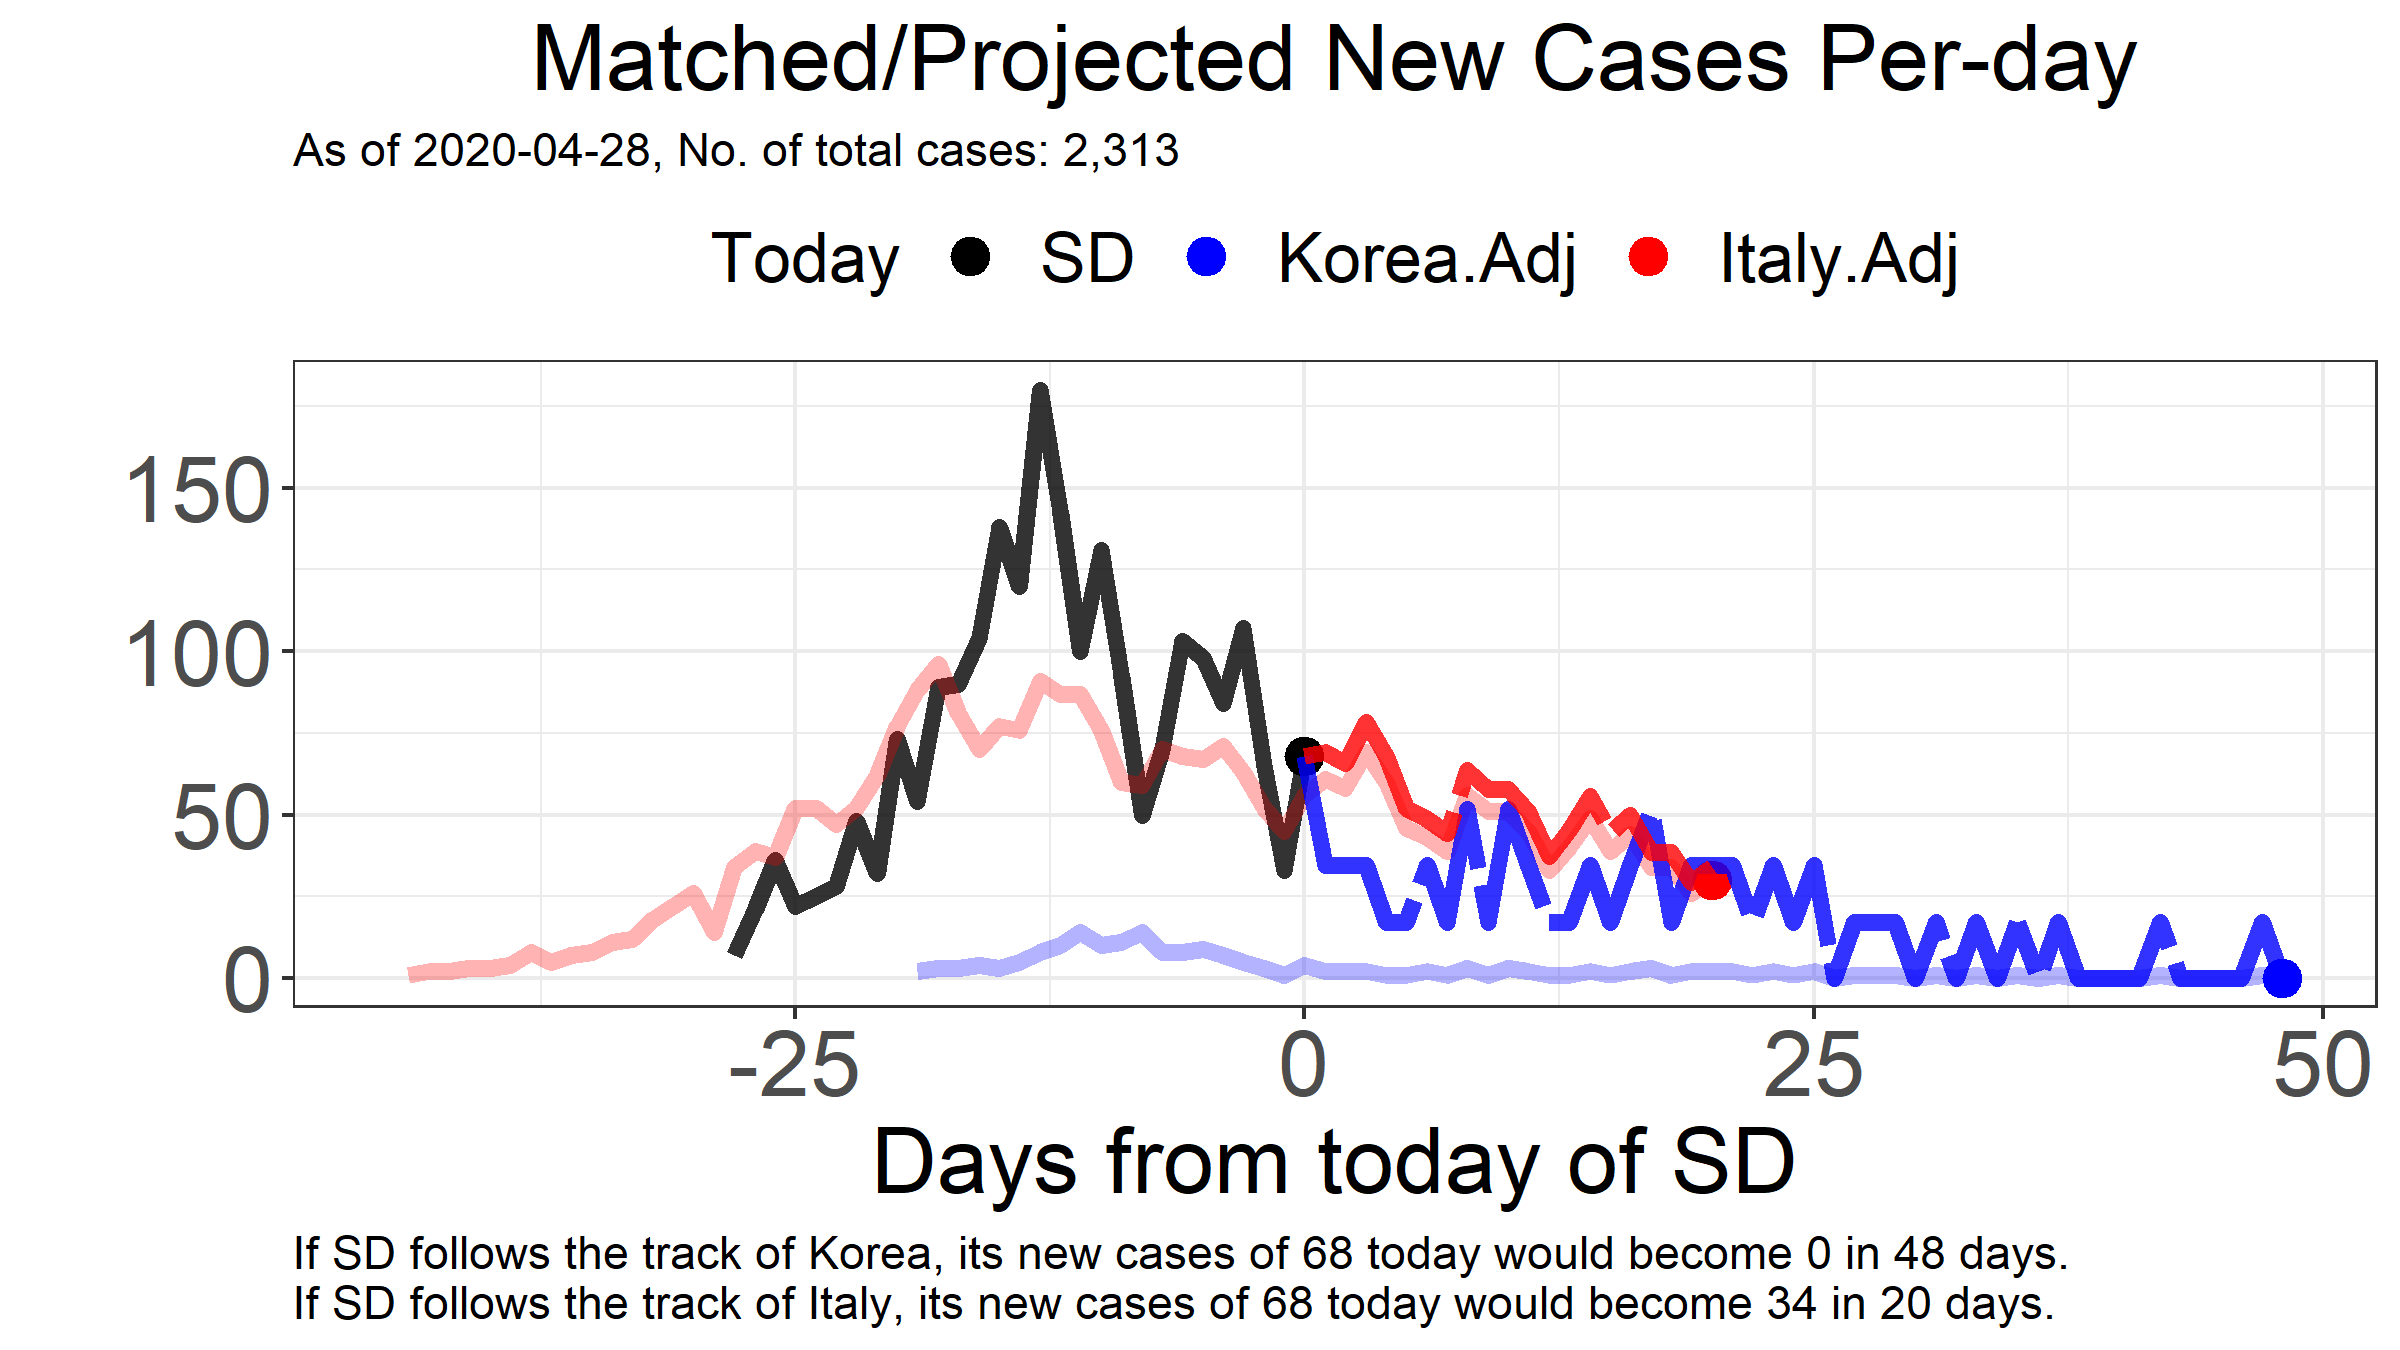 Matched/Projected New Cases Per-day
As of 2020-04-28, No. of total cases: 2,313
Today SD Korea.Adj Italy.Adj
150
100
50
0
-25 0 25 50
Days from today of SD
If SD follows the track of Korea, its new cases of 68 today would become 0 in 48 days.
If SD follows the track of Italy, its new cases of 68 today would become 34 in 20 days.